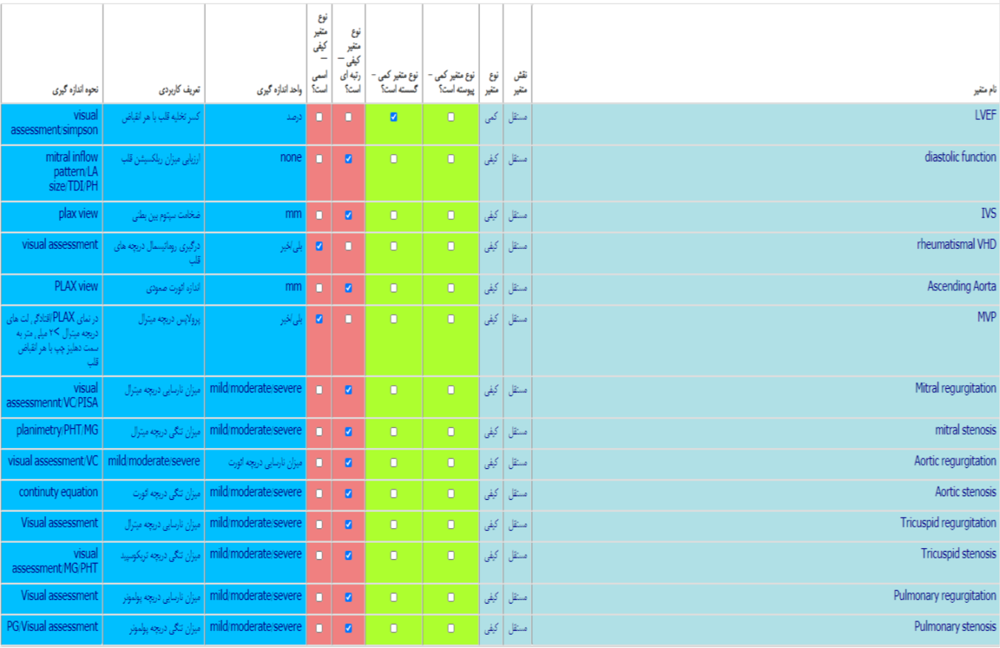 نام متغیر
نقش متغیر
نوع متغیر
نوع متغیر کمی – پیوسته است؟
نوع متغیر کمی – گسسته است؟
نوع متغیر کیفی – رتبه ای است؟
نوع متغیر کیفی – اسمی است؟
واحد اندازه گیری
تعریف کاربردی
نحوه اندازه گیری
LVEF
مستقل
کمی
درصد
کسر تخلیه قلب با هر انقباض
visual
assessment/simpson
diastolic function
مستقل
کیفی
none
ارزیابی میزان ریلکسیشن قلب
mitral inflow
pattern/LA
size/TDI/PH
IVS
مستقل
کیفی
mm
ضخامت سپتوم بین بطنی
plax view
rheumatismal VHD
مستقل
کیفی
بلی/خیر
درگیری روماتیسمال دریچه های
قلب
visual assessment
Ascending Aorta
مستقل
کیفی
mm
اندازه ائورت صعودی
PLAX view
MVP
مستقل
کیفی
بلی/خیر
پرولاپس دریچه میترال
در نمای PLAX افتادگی لت های
دریچه میترال >۲ میلی متر به
سمت دهلیز چپ با هر انقباض
قلب
Mitral regurgitation
مستقل
کیفی
mild/moderate/severe
میزان نارسایی دریچه میترال
visual
assessmennt/VC/PISA
mitral stenosis
مستقل
کیفی
mild/moderate/severe
میزان تنگی دریچه میترال
planimetry/PHT/MG
Aortic regurgitation
مستقل
کیفی
میزان نارسایی دریچه ائورت
mild/moderate/severe
visual assessment/VC
Aortic stenosis
مستقل
کیفی
mild/moderate/severe
میزان تنگی دریچه ائورت
continuty equation
Tricuspid regurgitation
مستقل
کیفی
mild/moderate/severe
میزان نارسایی دریچه میترال
Visual assessment
Tricuspid stenosis
مستقل
کیفی
mild/moderate/severe
میزان تنگی دریچه تریکوسپید
visual
assessment/MG/PHT
Pulmonary regurgitation
مستقل
کیفی
mild/moderate/severe
میزان نارسایی دریچه پولمونر
Visual assessment
Pulmonary stenosis
مستقل
کیفی
mild/moderate/severe
میزان تنگی دریچه پولمونر
PG/Visual assessment